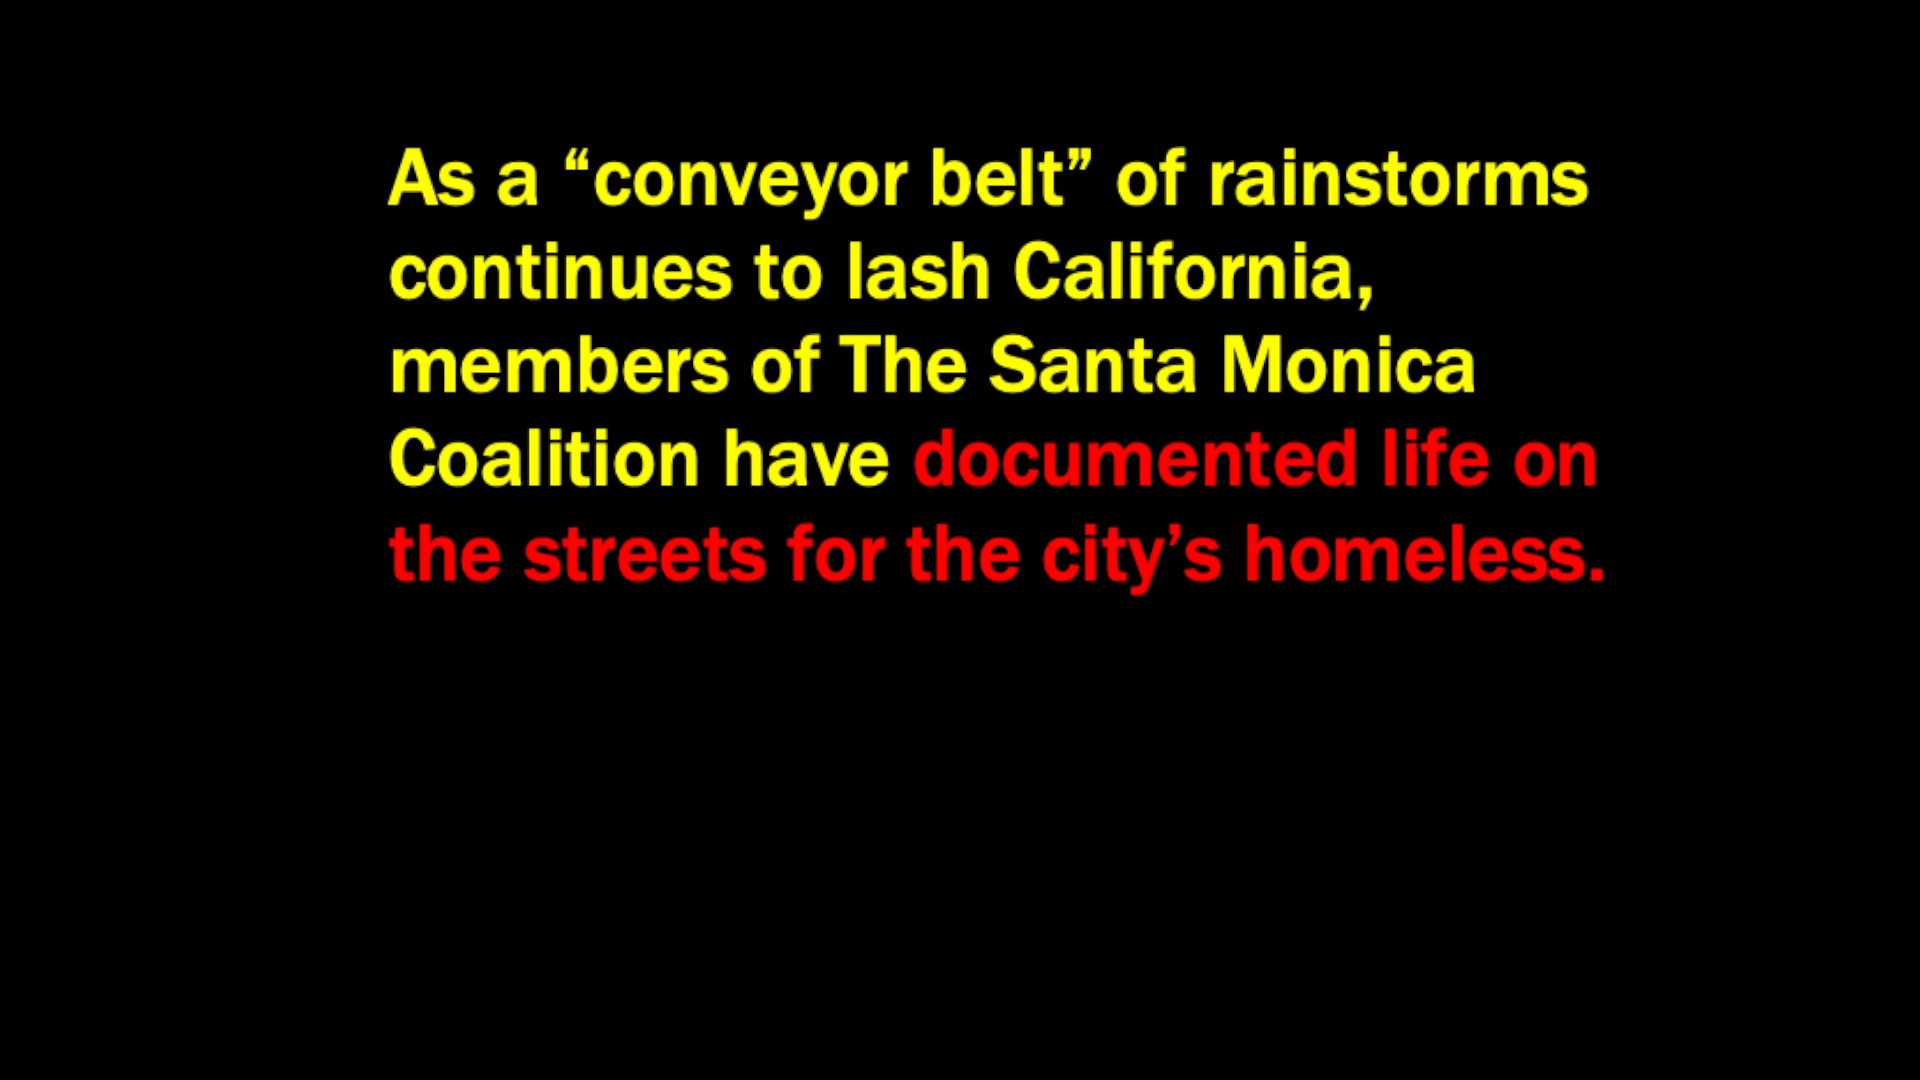 As a “conveyor belt” of rainstorms
continues to lash California,
members of The Santa Monica
Coalition have documented life on
the streets for the city’s homeless.